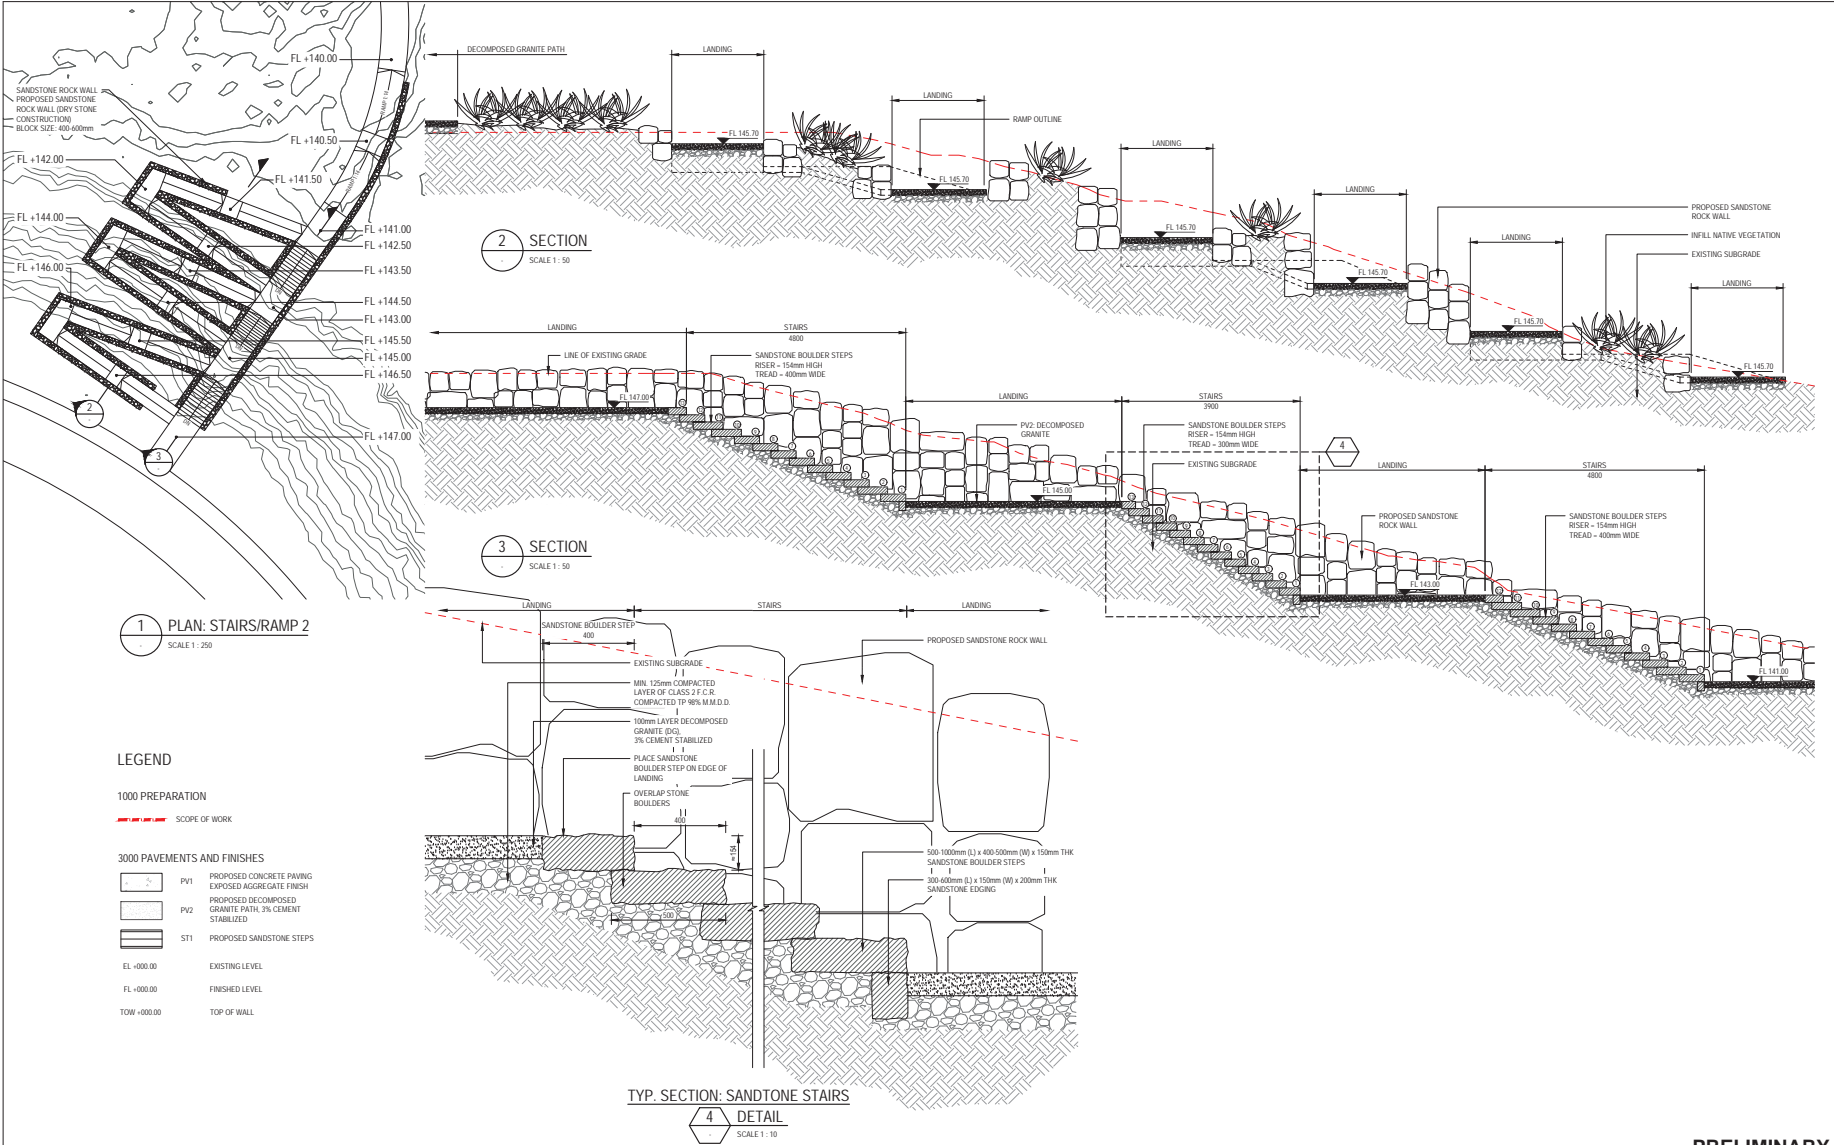 FL +140.00
SANDSTONE ROCK WALL
PROPOSED SANDSTONE
ROCK WALL (DRY STONE
CONSTRUCTION)
BLOCK SIZE: 400-600mm
FL +140.50
FL +142.00
FL +141.50
FL +144.00
FL +141.00
FL +142.50
FL +146.00
FL +143.50
FL +144.50
FL +143.00
FL +145.50
FL +145.00
FL +146.50
FL +147.00
2
3
1
PLAN: STAIRS/RAMP 2
SCALE 1 : 250
DECOMPOSED GRANITE PATH
LANDING
LANDING
RAMP OUTLINE
LANDING
LANDING
LANDING
LANDING
FL 145.70
FL 145.70
FL 145.70
FL 145.70
FL 145.70
FL 145.70
PROPOSED SANDSTONE
ROCK WALL
INFILL NATIVE VEGETATION
EXISTING SUBGRADE
2
SECTION
SCALE 1 : 50
LANDING
STAIRS
4800
LINE OF EXISTING GRADE
SANDSTONE BOULDER STEPS
RISER = 154mm HIGH
TREAD = 400mm WIDE
FL 147.00
LANDING
PV2: DECOMPOSED
GRANITE
FL 145.00
STAIRS
3900
SANDSTONE BOULDER STEPS
RISER = 154mm HIGH
TREAD = 300mm WIDE
EXISTING SUBGRADE
4
LANDING
PROPOSED SANDSTONE
ROCK WALL
FL 143.00
STAIRS
4800
SANDSTONE BOULDER STEPS
RISER = 154mm HIGH
TREAD = 400mm WIDE
FL 141.00
3
SECTION
SCALE 1 : 50
LANDING
STAIRS
LANDING
SANDSTONE BOULDER STEP
400
EXISTING SUBGRADE
MIN. 125mm COMPACTED
LAYER OF CLASS 2 F.C.R.
COMPACTED TP 98% M.M.D.D.
100mm LAYER DECOMPOSED
GRANITE (DG),
3% CEMENT STABILIZED
PLACE SANDSTONE
BOULDER STEP ON EDGE OF
LANDING
OVERLAP STONE
BOULDERS
400
≈154
500
PROPOSED SANDSTONE ROCK WALL
500-1000mm (L) x 400-500mm (W) x 150mm THK
SANDSTONE BOULDER STEPS
300-600mm (L) x 150mm (W) x 200mm THK
SANDSTONE EDGING
TYP. SECTION: SANDTONE STAIRS
4
DETAIL
SCALE 1 : 10
LEGEND
1000 PREPARATION
SCOPE OF WORK
3000 PAVEMENTS AND FINISHES
PV1 PROPOSED CONCRETE PAVING
EXPOSED AGGREGATE FINISH
PV2 PROPOSED DECOMPOSED
GRANITE PATH, 3% CEMENT
STABILIZED
ST1 PROPOSED SANDSTONE STEPS
EL +000.00 EXISTING LEVEL
FL +000.00 FINISHED LEVEL
TOW +000.00 TOP OF WALL
PRELIMINARY